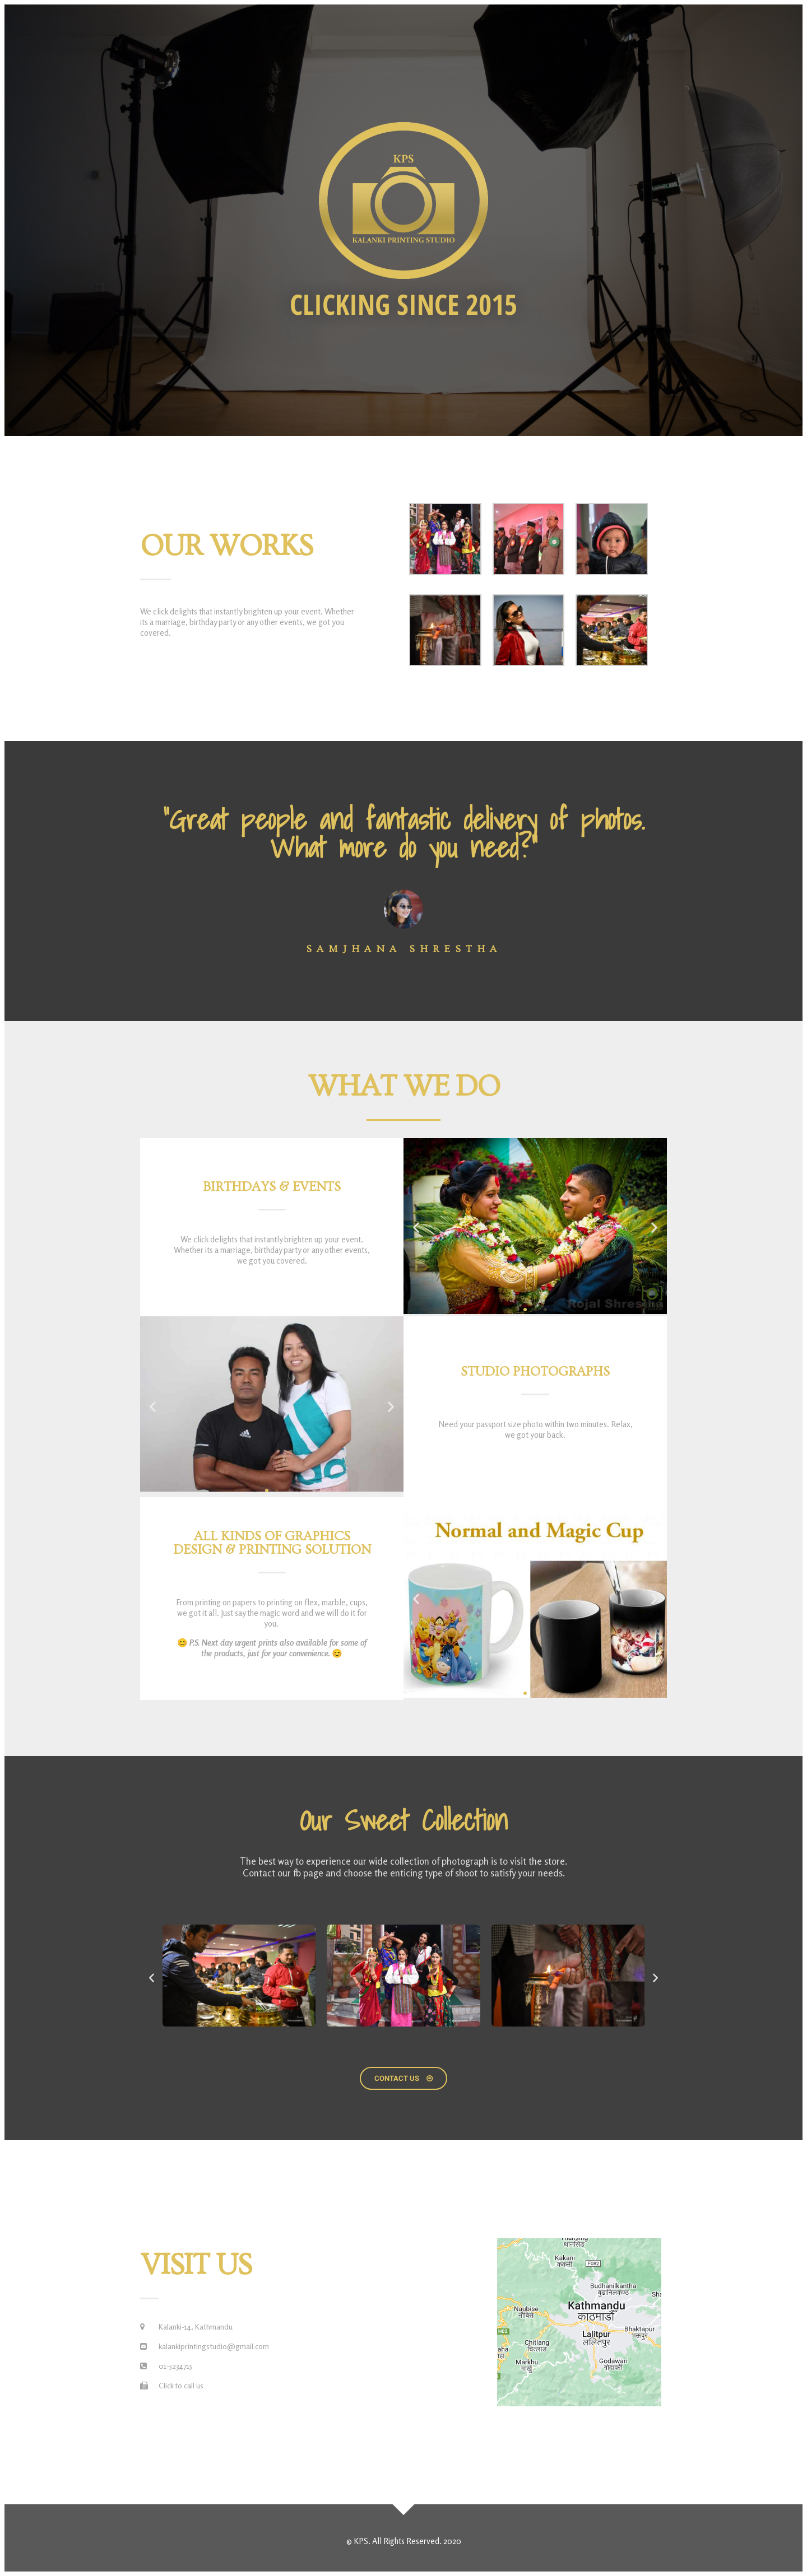 KPS
KALANKI PRINTING STUDIO
CLICKING SINCE 2015
OUR WORKS
We click delights that instantly brighten up your event. Whether
its a marriage, birthday party or any other events, we got you
covered.
"Great people and fantastic delivery of photos.
What more do you need?"
SAMJHANA SHRESTHA
WHAT WE DO
BIRTHDAYS & EVENTS
We click delights that instantly brighten up your event.
Whether its a marriage, birthday party or any other events,
we got you covered.
Rojal Shrestha
adidas
STUDIO PHOTOGRAPHS
Need your passport size photo within two minutes. Relax,
we got your back.
ALL KINDS OF GRAPHICS
DESIGN & PRINTING SOLUTION
From printing on papers to printing on flex, marble, cups,
we got it all. Just say the magic word and we will do it for
you.
😊 P.S. Next day urgent prints also available for some of
the products, just for your convenience. 😊
Normal and Magic Cup
Our Sweet Collection
The best way to experience our wide collection of photograph is to visit the store.
Contact our fb page and choose the enticing type of shoot to satisfy your needs.
CONTACT US
VISIT US
Kalanki-14, Kathmandu
kalankiprintingstudio@gmail.com
01-5234715
Click to call us
थानसिङ
Kakani
ककनी
F082
Budhanilkantha
बुढानिलकण्ठ
Naubise
नौबिसे
Kathmandu
काठमाडौं
H02
Lalitpur
ललितपुर
Bhaktapur
भक्तपुर
Chitlang
चित्लाङ
Markhu
मार्खु
Godawari
गोदावरी
© KPS. All Rights Reserved. 2020